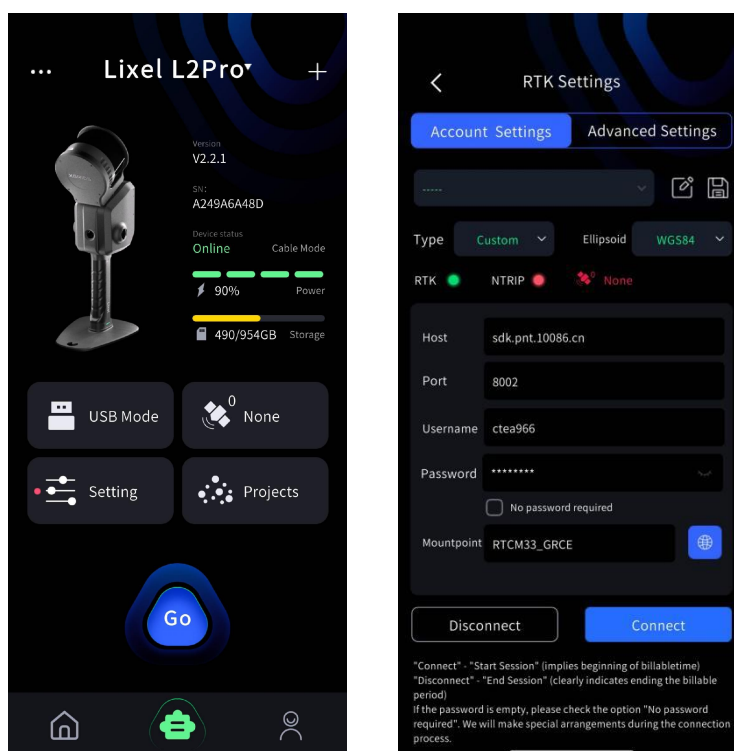 Lixel L2Pro
Version
V2.2.1
SN:
A249A6A48D
Device status
Online Cable Mode
90% Power
490/954GB Storage
USB Mode
0
None
Setting
Projects
Go
RTK Settings
Account Settings Advanced Settings
-----
Type Custom Ellipsoid WGS84
RTK NTRIP 0 None
Host sdk.pnt.10086.cn
Port 8002
Username ctea966
Password ********
No password required
Mountpoint RTCM33_GRCE
Disconnect Connect
"Connect" - "Start Session" (implies beginning of billabletime)
"Disconnect" - "End Session" (clearly indicates ending the billable
period)
If the password is empty, please check the option "No password
required". We will make special arrangements during the connection
process.